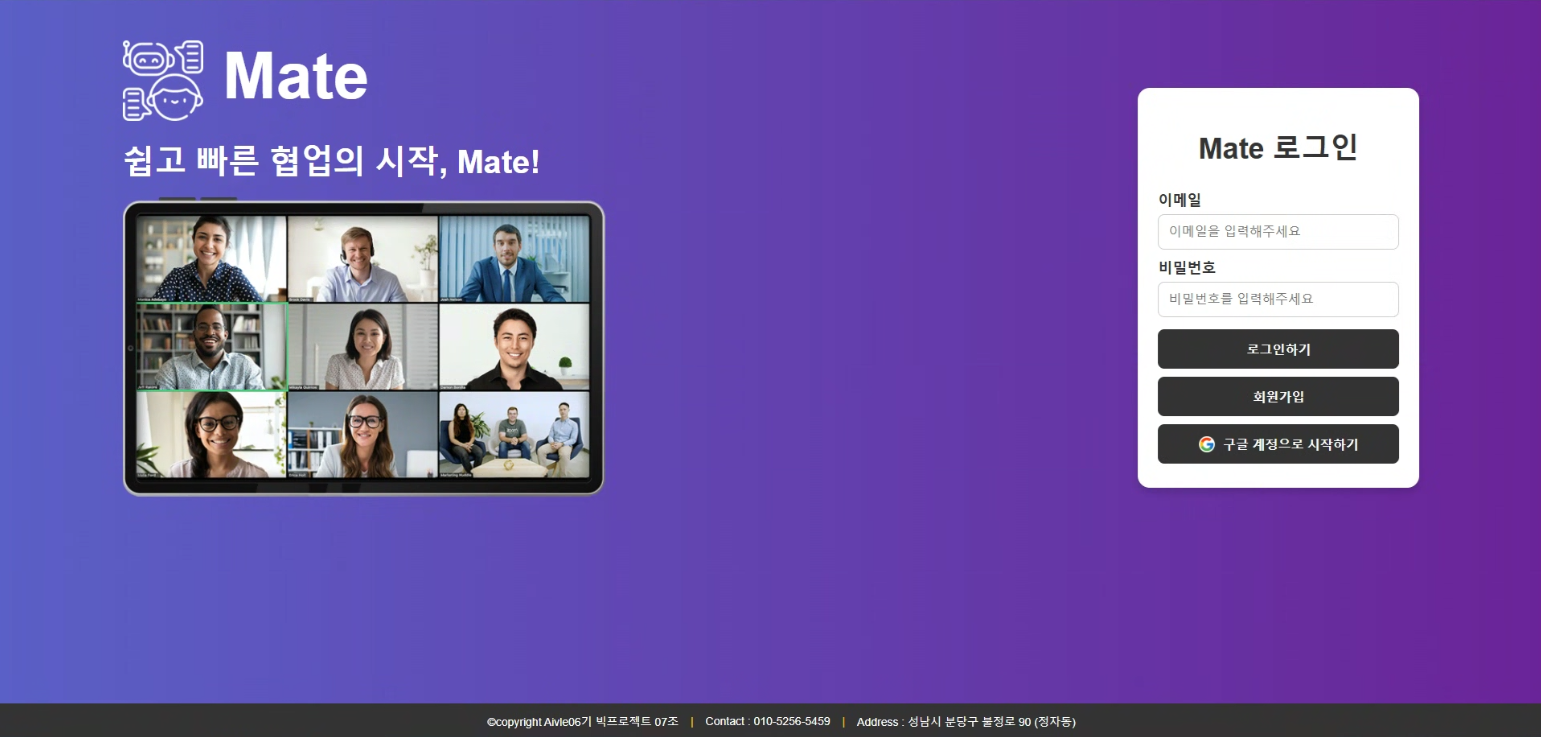 Mate
쉽고 빠른 협업의 시작, Mate!
Mate 로그인
이메일
이메일을 입력해주세요
비밀번호
비밀번호를 입력해주세요
로그인하기
회원가입
구글 계정으로 시작하기
©copyright Aivle06기 빅프로젝트 07조 | Contact : 010-5256-5459 | Address : 성남시 분당구 불정로 90 (정자동)